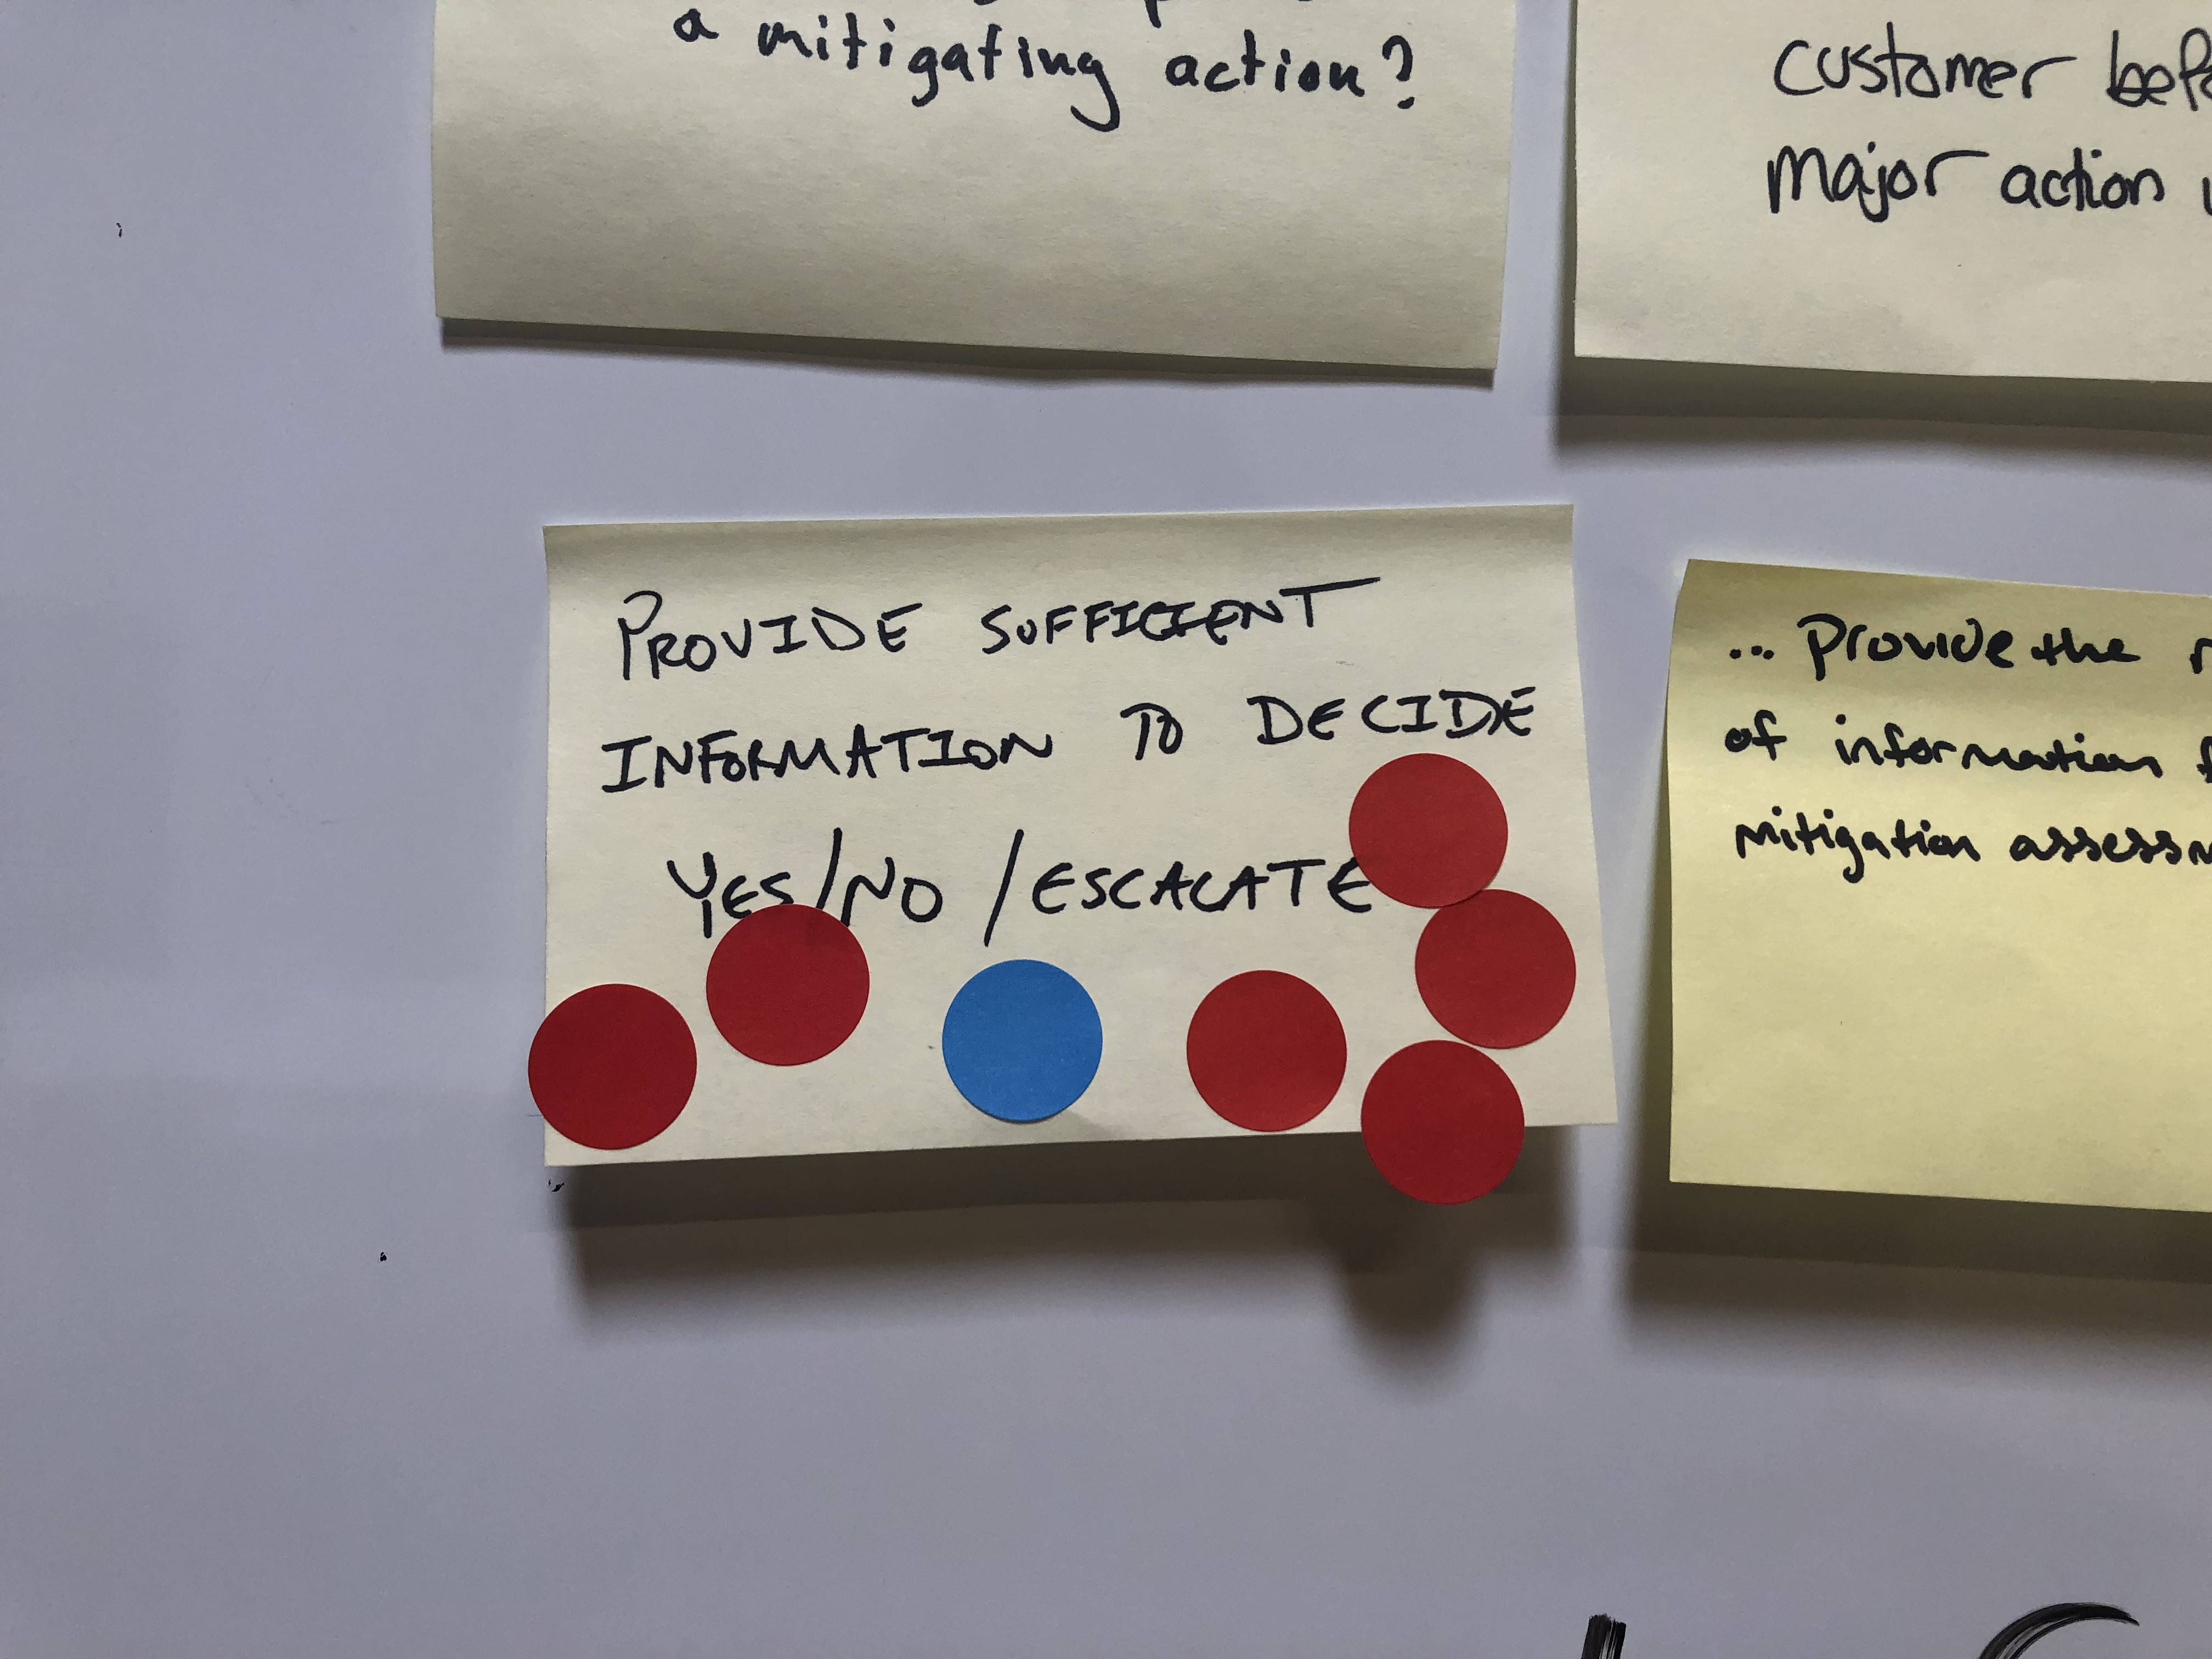 a mitigating action?
customer
major action
PROVIDE SUFFICIENT
INFORMATION TO DECIDE
YES/NO/ESCALATE
... Provide the
of information
mitigation